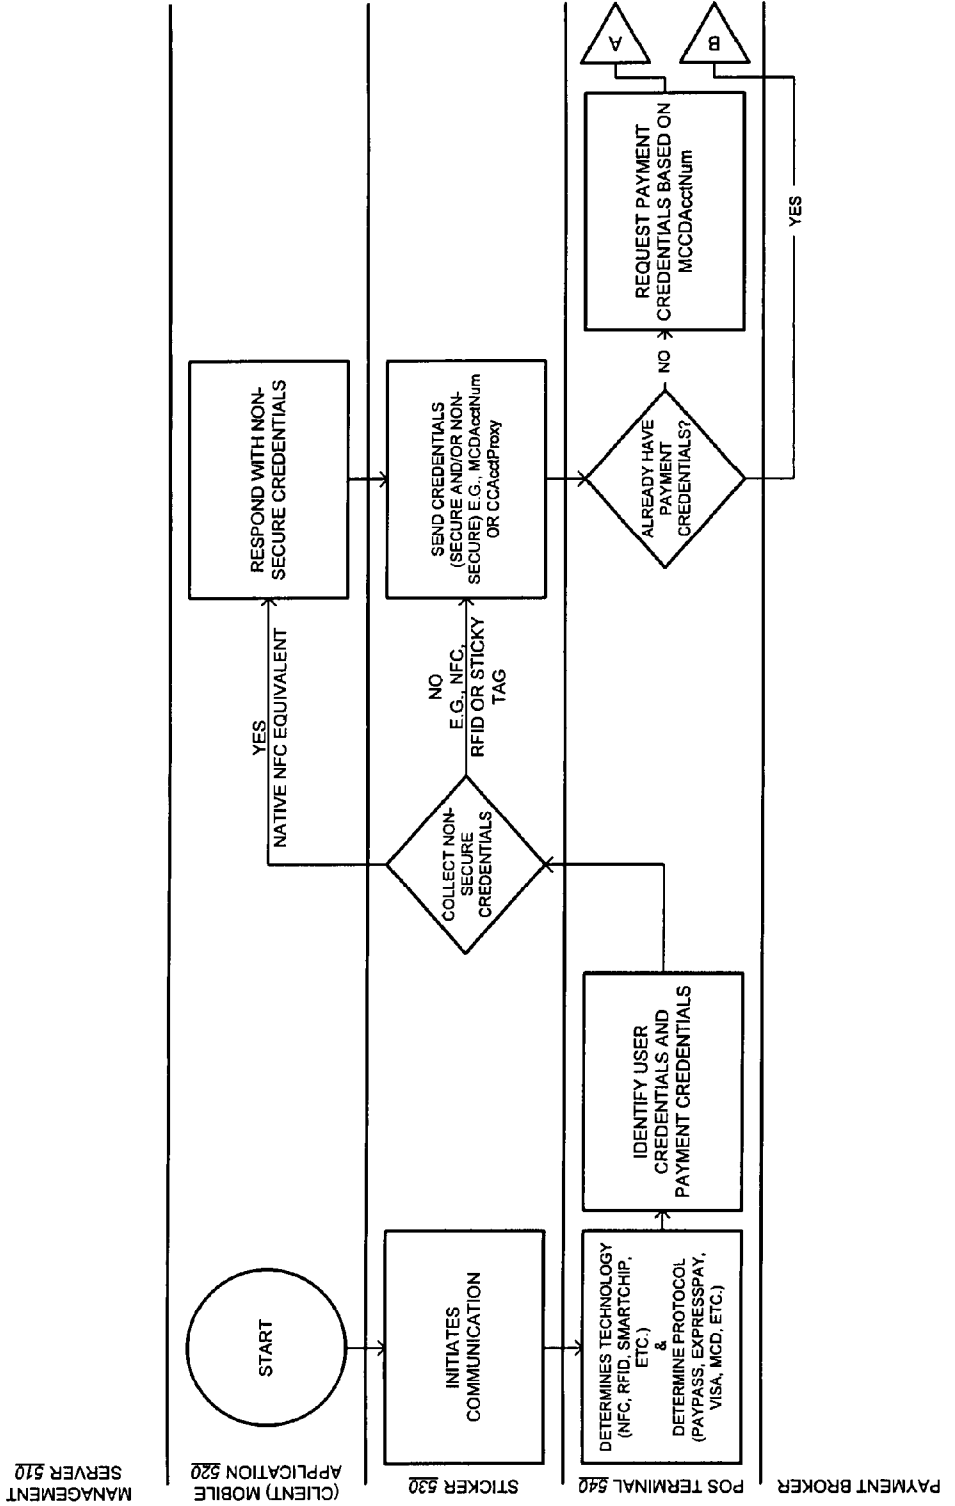 MANAGEMENT
SERVER 510
(CLIENT) MOBILE
APPLICATION 520
START
YES
NATIVE NFC EQUIVALENT
RESPOND WITH NON-
SECURE CREDENTIALS
STICKER 530
INITIATES
COMMUNICATION
COLLECT NON-
SECURE
CREDENTIALS
NO
E.G., NFC,
RFID OR STICKY
TAG
SEND CREDENTIALS
(SECURE AND/OR NON-
SECURE) E.G., MCDAcctNum
OR CCAcctProxy
POS TERMINAL 540
DETERMINES TECHNOLOGY
(NFC, RFID, SMARTCHIP,
ETC.)
&
DETERMINE PROTOCOL
(PAYPASS, EXPRESSPAY,
VISA, MCD, ETC.)
IDENTIFY USER
CREDENTIALS AND
PAYMENT CREDENTIALS
ALREADY HAVE
PAYMENT
CREDENTIALS?
NO
REQUEST PAYMENT
CREDENTIALS BASED ON
MCCDAcctNum
A
B
YES
PAYMENT BROKER